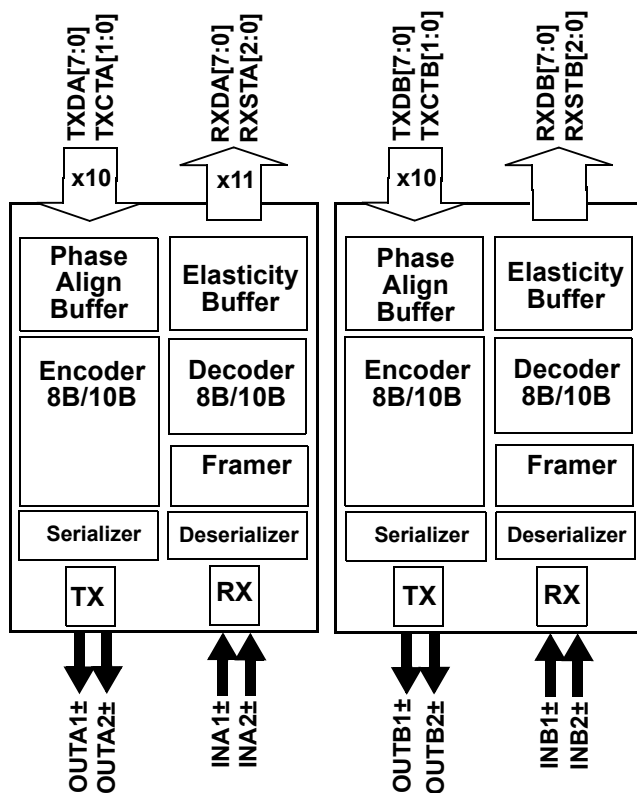 TXDA[7:0]
TXCTA[1:0]
RXDA[7:0]
RXSTA[2:0]
TXDB[7:0]
TXCTB[1:0]
RXDB[7:0]
RXSTB[2:0]
x10
x11
x10
Phase
Align
Buffer
Elasticity
Buffer
Phase
Align
Buffer
Elasticity
Buffer
Encoder
8B/10B
Decoder
8B/10B
Encoder
8B/10B
Decoder
8B/10B
Framer
Framer
Serializer
Deserializer
Serializer
Deserializer
TX
RX
TX
RX
OUTA1±
OUTA2±
INA1±
INA2±
OUTB1±
OUTB2±
INB1±
INB2±